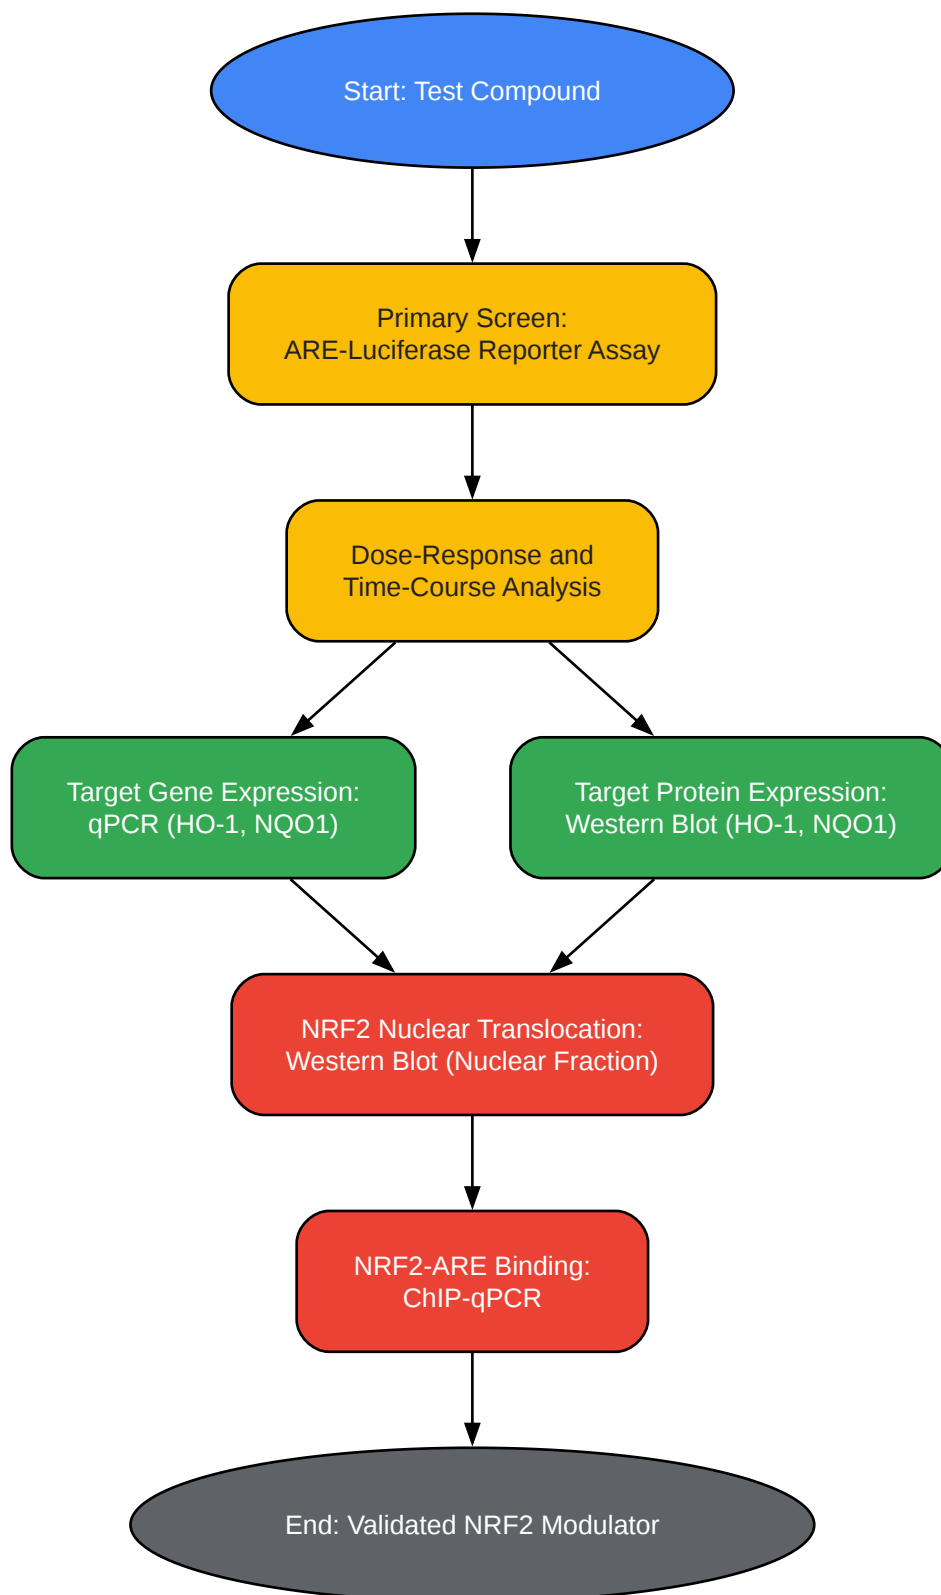 Start: Test Compound
Primary Screen:
ARE-Luciferase Reporter Assay
Dose-Response and
Time-Course Analysis
Target Gene Expression:
qPCR (HO-1, NQO1)
Target Protein Expression:
Western Blot (HO-1, NQO1)
NRF2 Nuclear Translocation:
Western Blot (Nuclear Fraction)
NRF2-ARE Binding:
ChIP-qPCR
End: Validated NRF2 Modulator